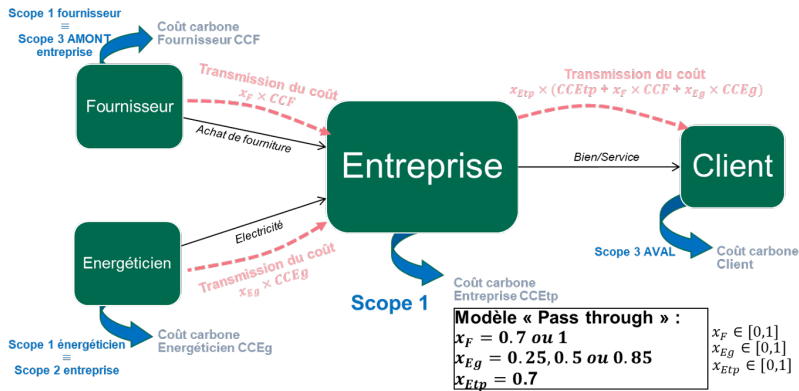 Scope 1 fournisseur
≡
Scope 3 AMONT
entreprise
Coût carbone
Fournisseur CCF
Fournisseur
Transmission du coût
x_F × CCF
Achat de fourniture
Entreprise
Transmission du coût
x_Etp × (CCEtp + x_F × CCF + x_Eg × CCEg)
Bien/Service
Client
Energéticien
Electricité
Transmission du coût
x_Eg × CCEg
Scope 3 AVAL
Coût carbone
Client
Scope 1
Coût carbone
Entreprise CCEtp
Scope 1 énergéticien
≡
Scope 2 entreprise
Coût carbone
Energéticien CCEg
Modèle « Pass through » :
x_F = 0.7 ou 1
x_Eg = 0.25, 0.5 ou 0.85
x_Etp = 0.7
x_F ∈ [0,1]
x_Eg ∈ [0,1]
x_Etp ∈ [0,1]